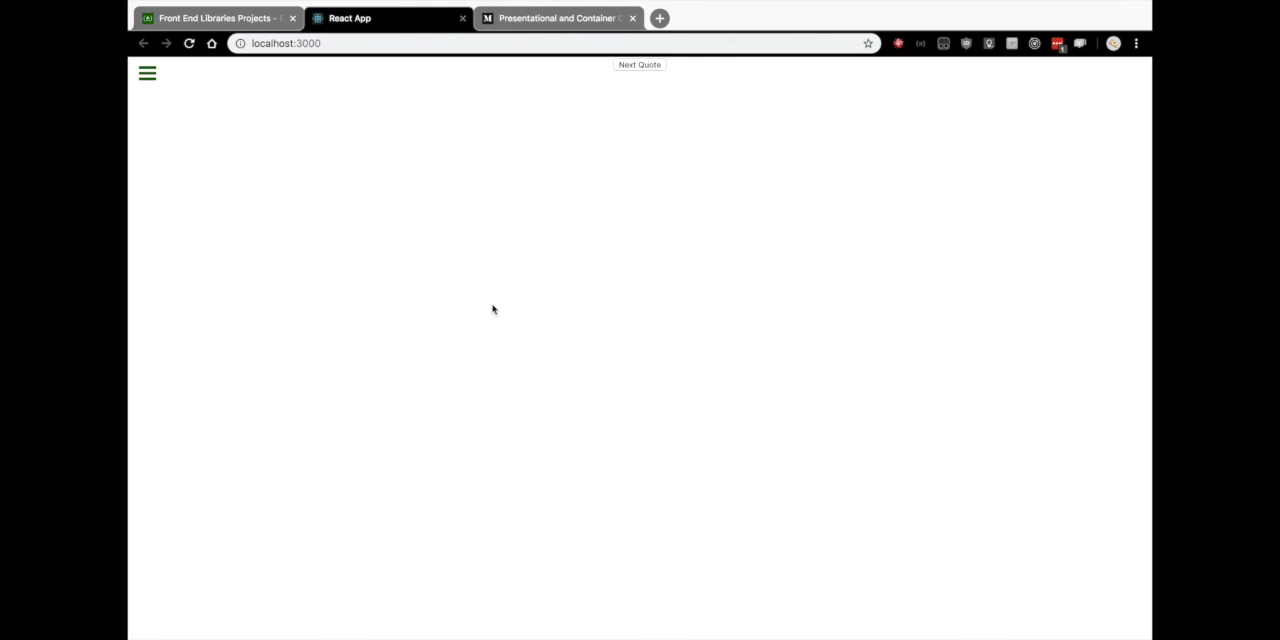 Front End Libraries Projects -
React App
Presentational and Container
localhost:3000
Next Quote